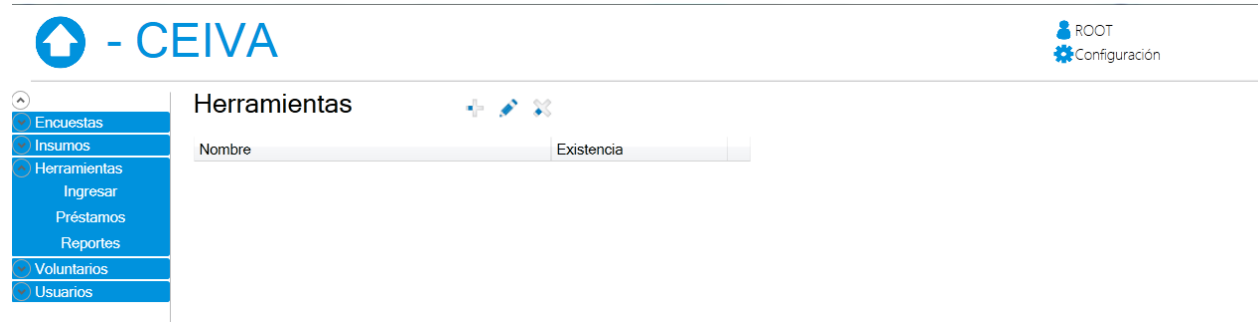 - CEIVA
ROOT
Configuración
Encuestas
Insumos
Herramientas
Ingresar
Préstamos
Reportes
Voluntarios
Usuarios
Herramientas
Nombre Existencia